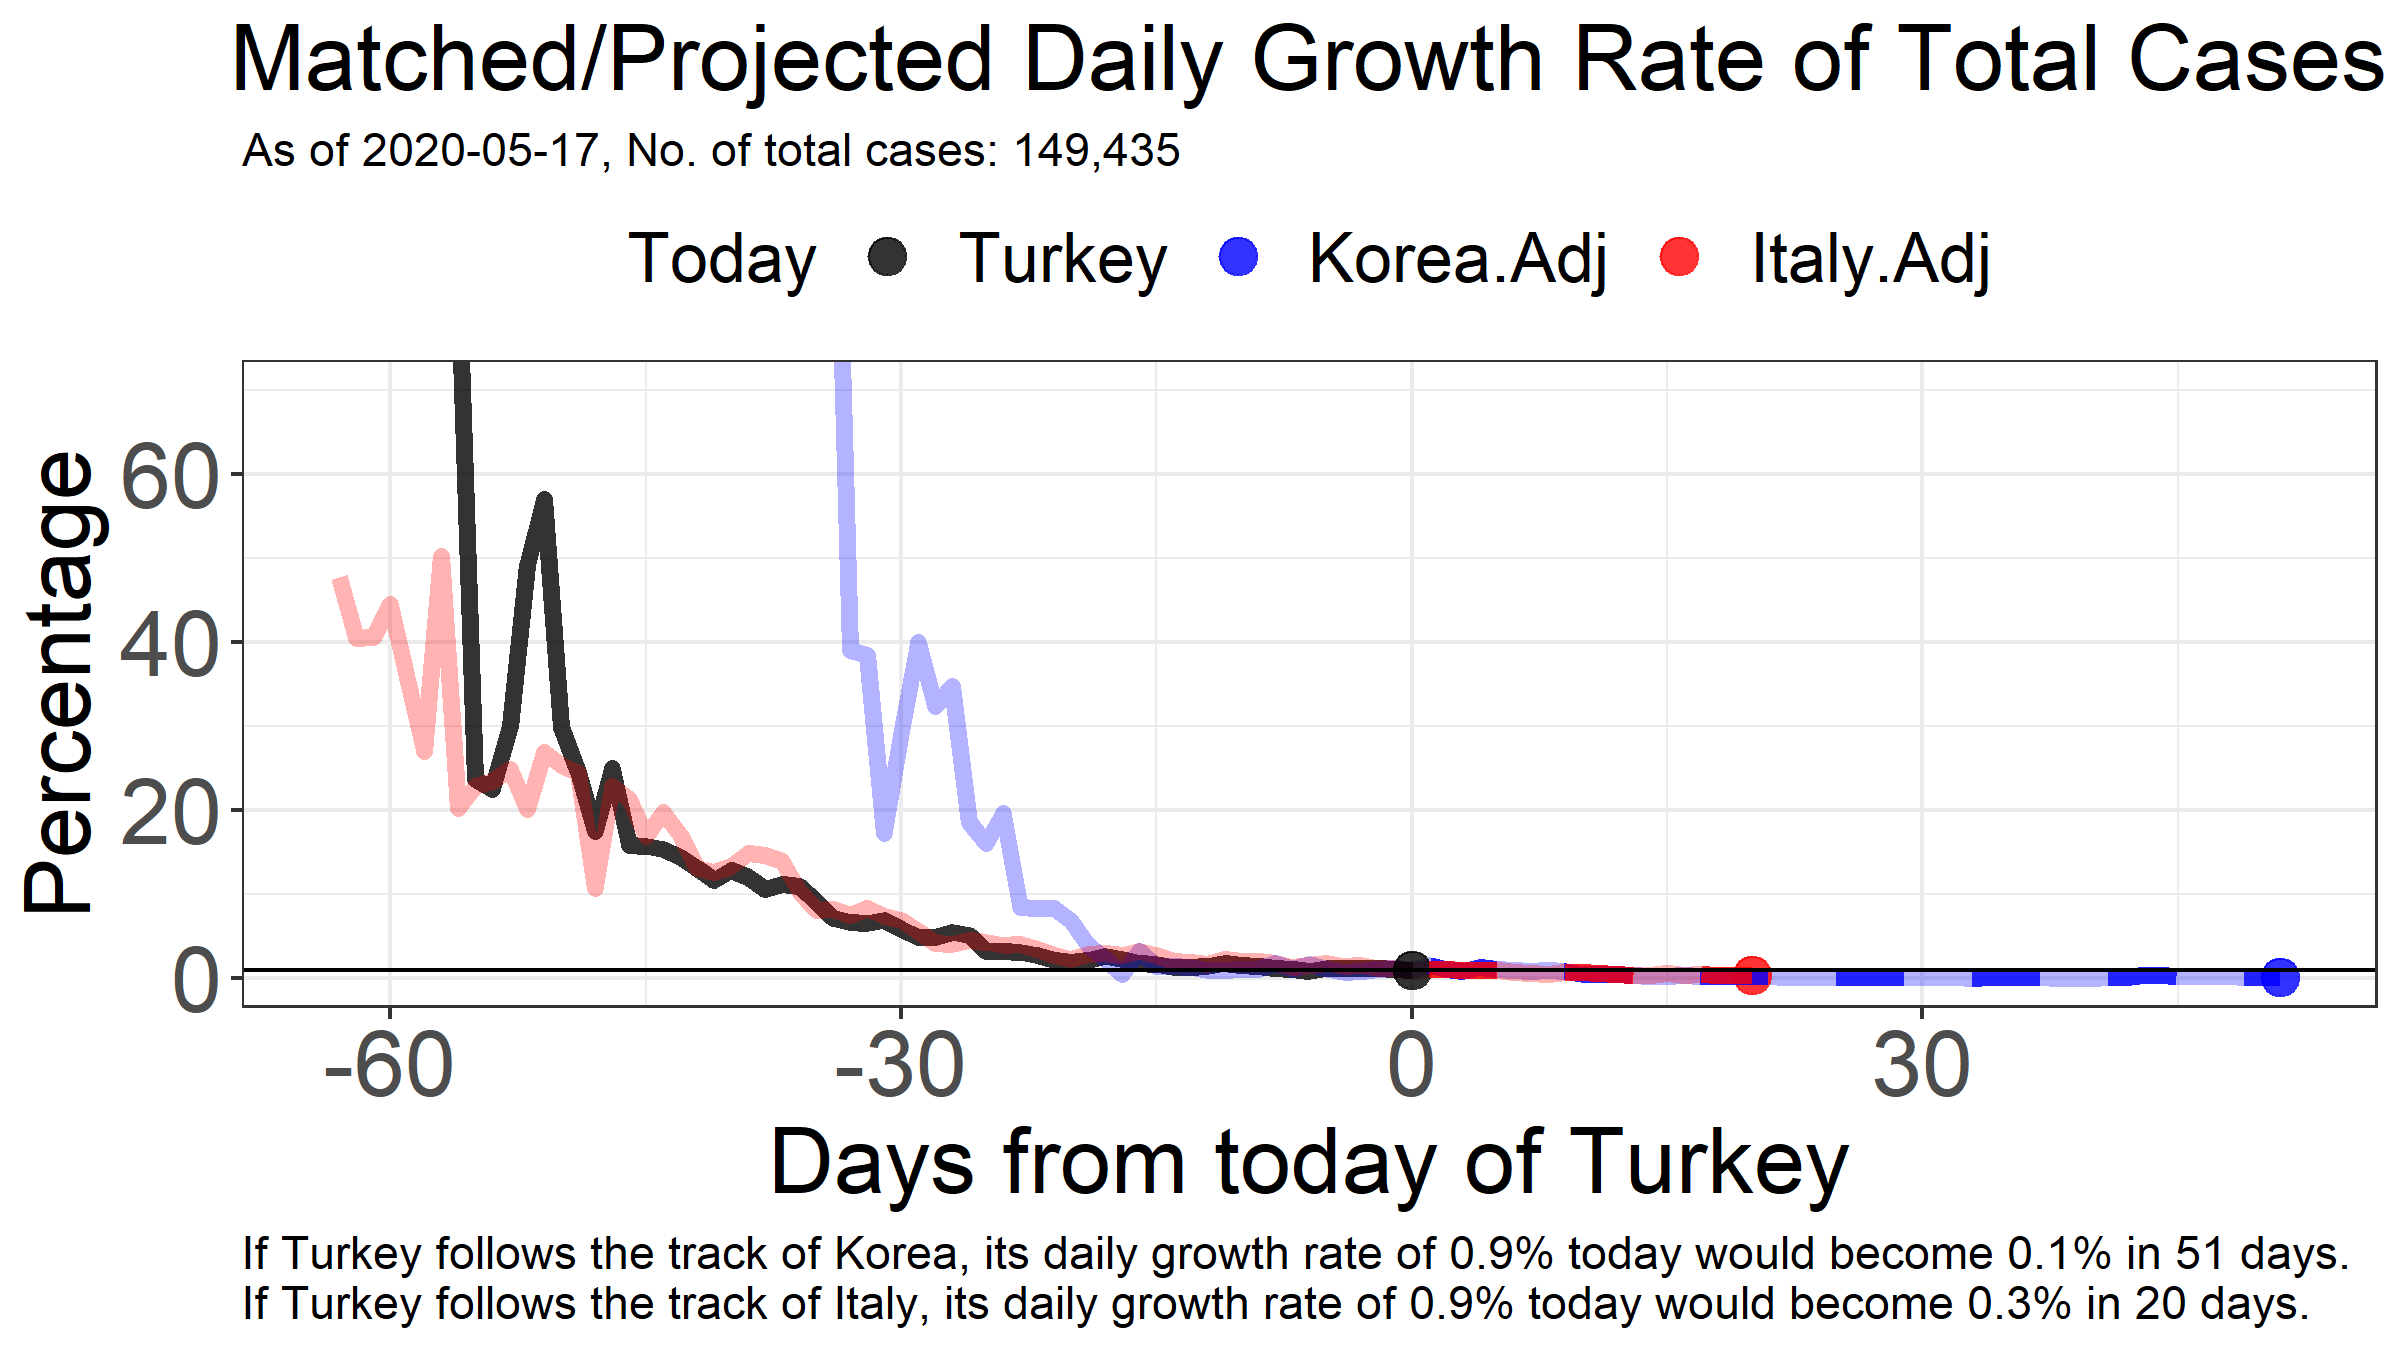 Matched/Projected Daily Growth Rate of Total Cases
As of 2020-05-17, No. of total cases: 149,435
Today Turkey Korea.Adj Italy.Adj
Percentage
60
40
20
0
-60 -30 0 30
Days from today of Turkey
If Turkey follows the track of Korea, its daily growth rate of 0.9% today would become 0.1% in 51 days.
If Turkey follows the track of Italy, its daily growth rate of 0.9% today would become 0.3% in 20 days.